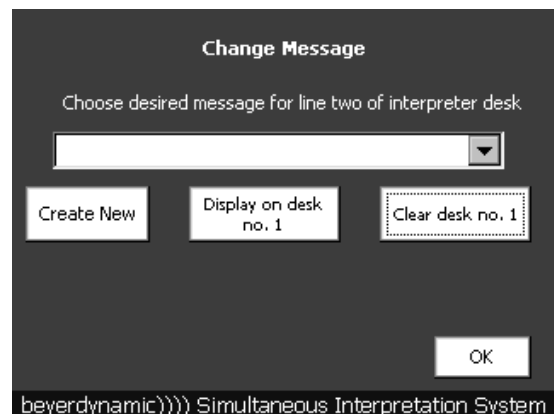 Change Message
Choose desired message for line two of interpreter desk
Create New
Display on desk
no. 1
Clear desk no. 1
OK
beyerdynamic)))) Simultaneous Interpretation System